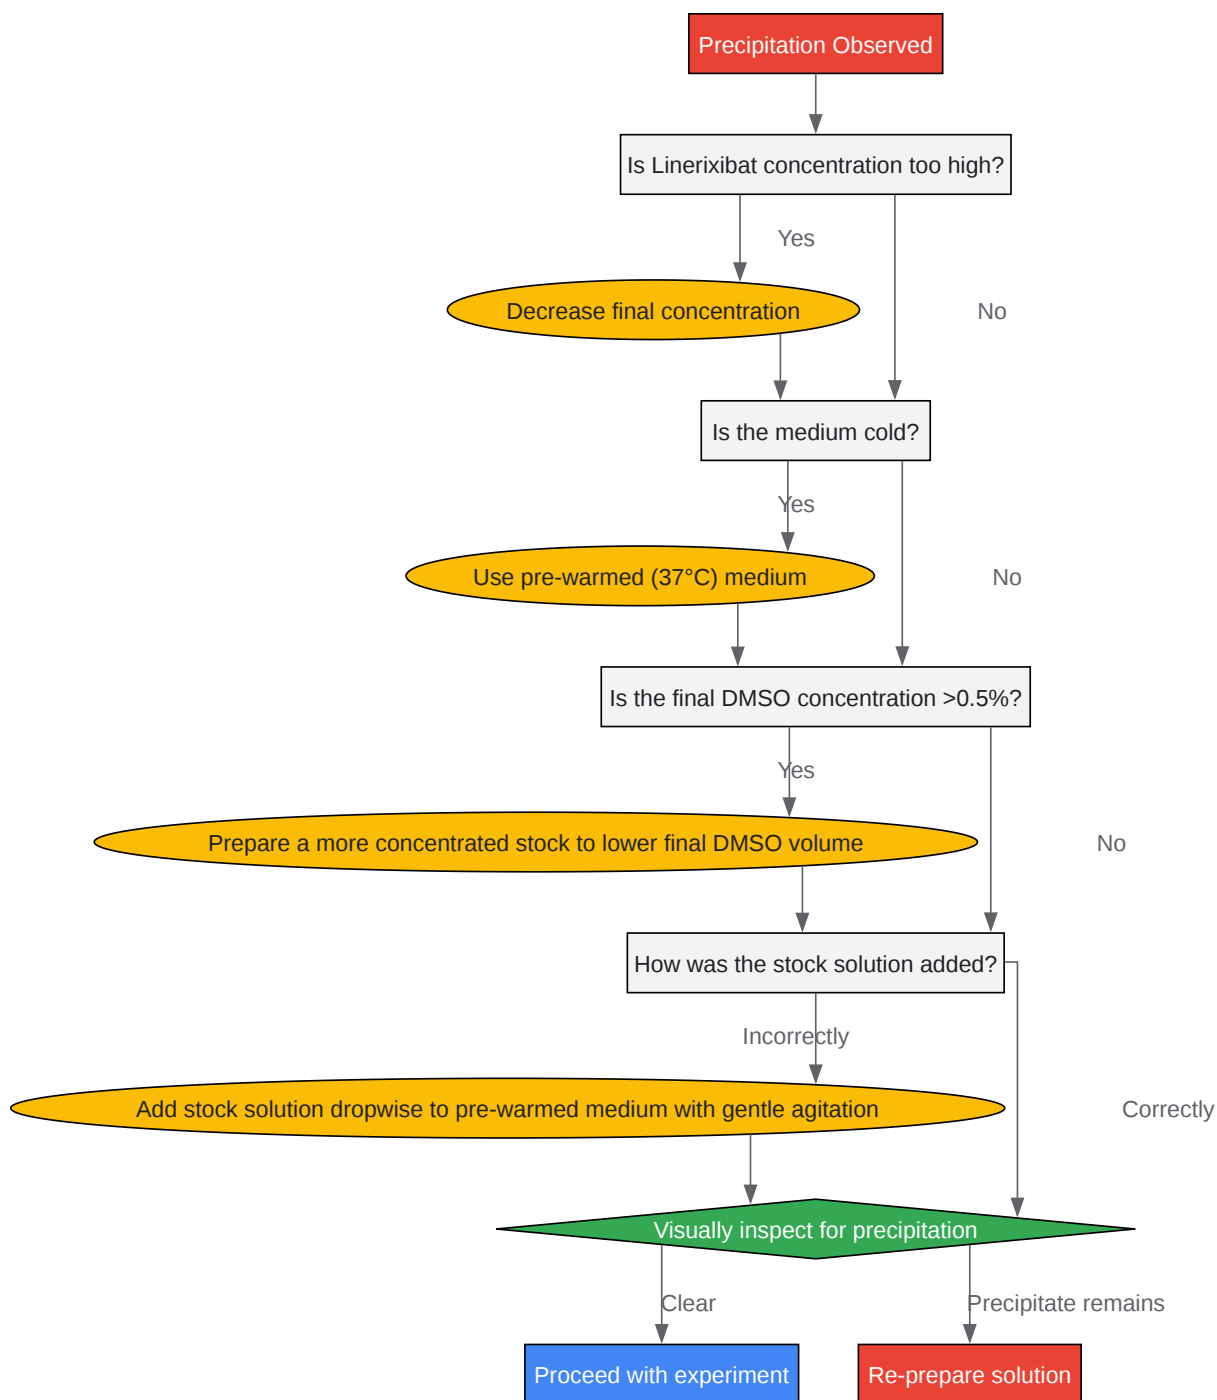 Precipitation Observed
Is Linerixibat concentration too high?
Yes
Decrease final concentration
No
Is the medium cold?
Yes
Use pre-warmed (37°C) medium
No
Is the final DMSO concentration >0.5%?
Yes
Prepare a more concentrated stock to lower final DMSO volume
No
How was the stock solution added?
Incorrectly
Add stock solution dropwise to pre-warmed medium with gentle agitation
Correctly
Visually inspect for precipitation
Clear
Precipitate remains
Proceed with experiment
Re-prepare solution